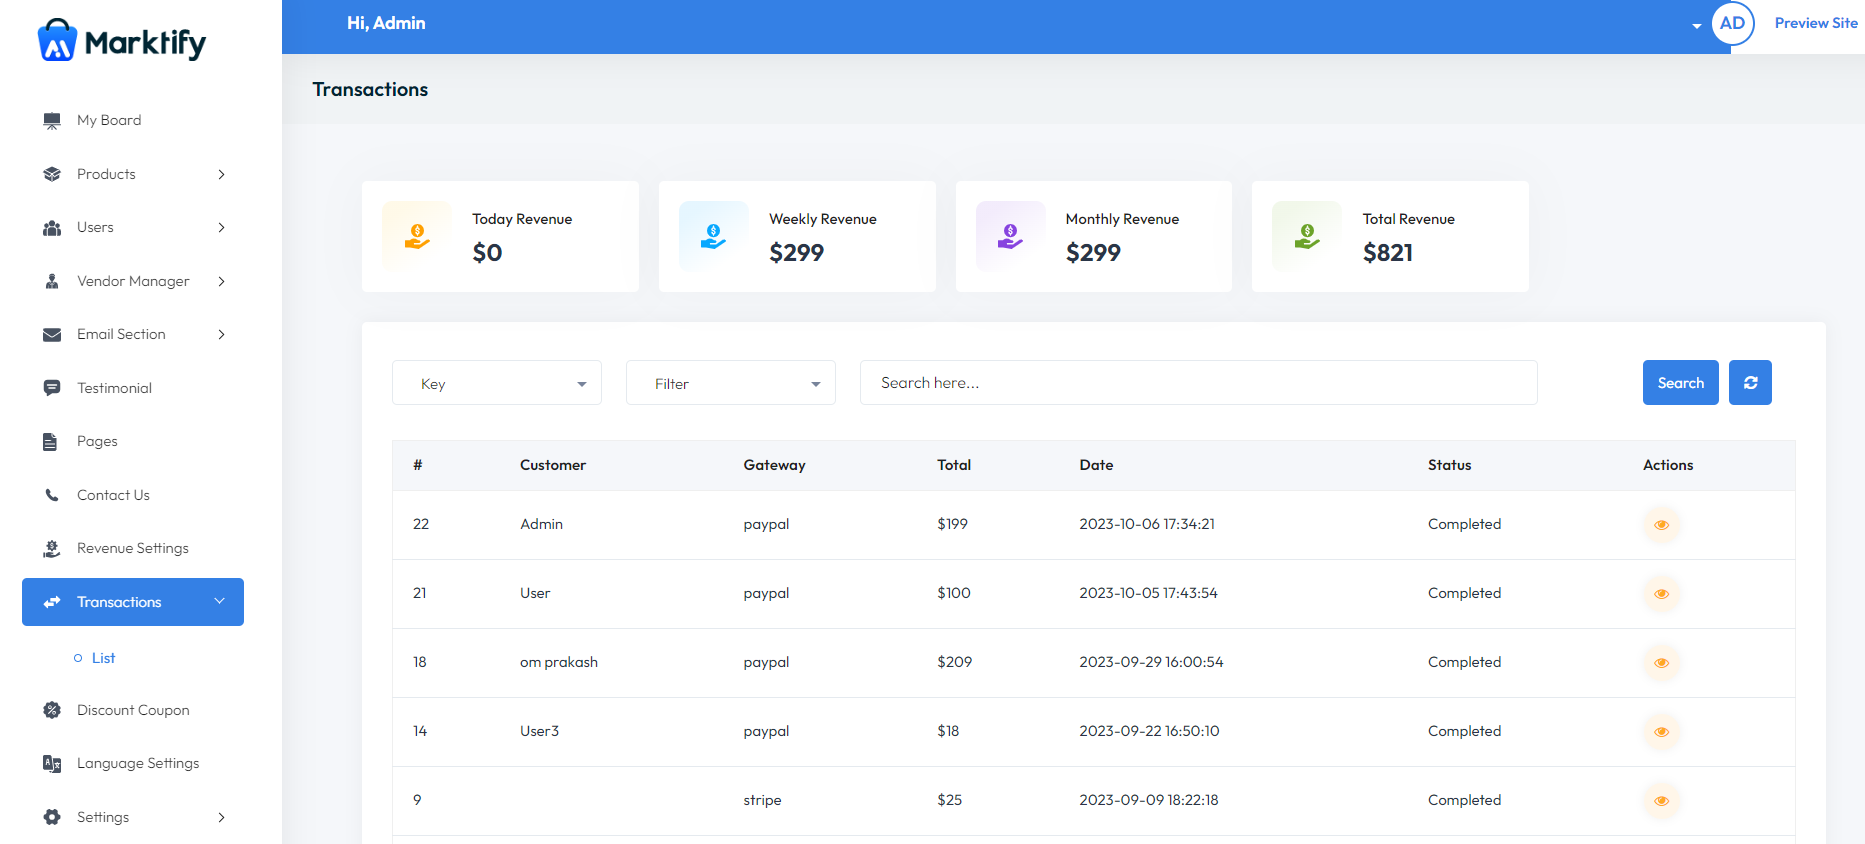 Marktify
Hi, Admin
AD
Preview Site
Transactions
My Board
Products
Users
Vendor Manager
Email Section
Testimonial
Pages
Contact Us
Revenue Settings
Transactions
List
Discount Coupon
Language Settings
Settings
Today Revenue
$0
Weekly Revenue
$299
Monthly Revenue
$299
Total Revenue
$821
Key
Filter
Search here...
Search
# Customer Gateway Total Date Status Actions
22 Admin paypal $199 2023-10-06 17:34:21 Completed
21 User paypal $100 2023-10-05 17:43:54 Completed
18 om prakash paypal $209 2023-09-29 16:00:54 Completed
14 User3 paypal $18 2023-09-22 16:50:10 Completed
9 stripe $25 2023-09-09 18:22:18 Completed